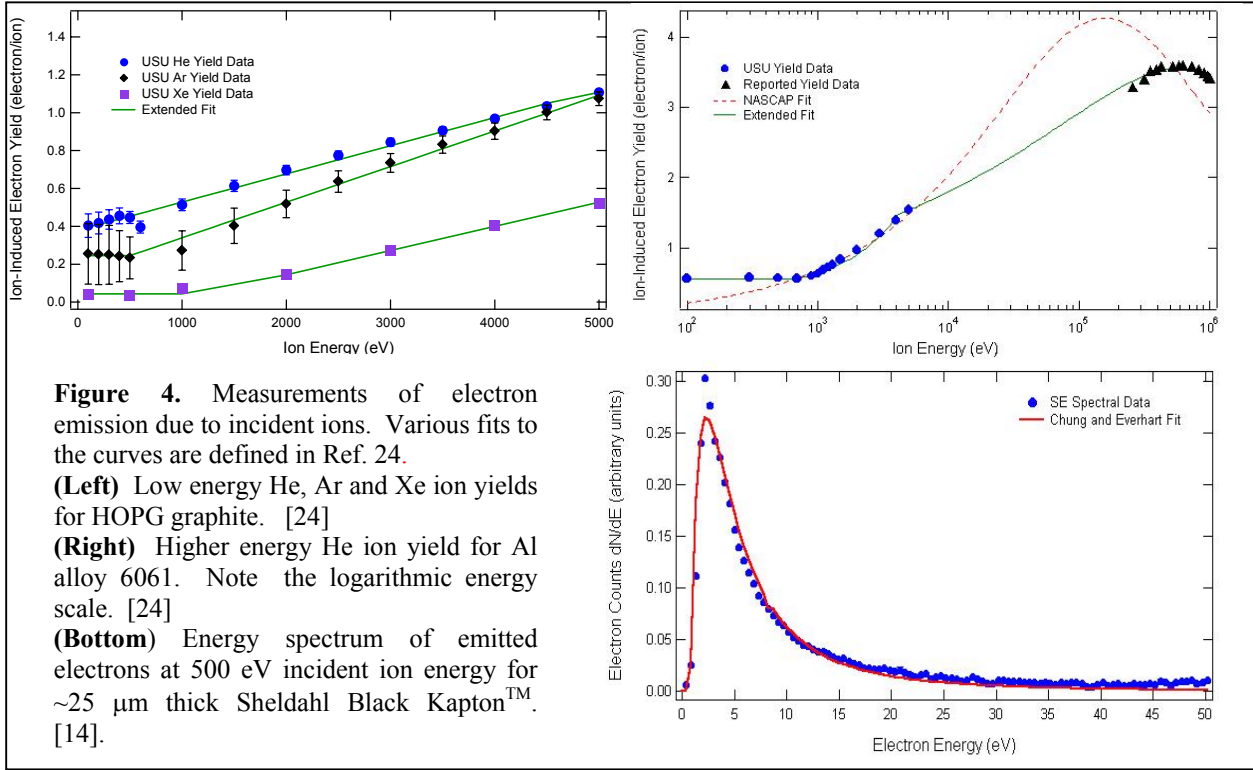 1.4
1.2
1.0
0.8
0.6
0.4
0.2
0.0
Ion-Induced Electron Yield (electron/ion)
USU He Yield Data
USU Ar Yield Data
USU Xe Yield Data
Extended Fit
0
1000
2000
3000
4000
5000
Ion Energy (eV)
4
3
2
1
Ion-Induced Electron Yield (electron/ion)
USU Yield Data
Reported Yield Data
NASCAP Fit
Extended Fit
10²
10³
10⁴
10⁵
10⁶
Ion Energy (eV)
Figure 4. Measurements of electron
emission due to incident ions. Various fits to
the curves are defined in Ref. 24.
(Left) Low energy He, Ar and Xe ion yields
for HOPG graphite. [24]
(Right) Higher energy He ion yield for Al
alloy 6061. Note the logarithmic energy
scale. [24]
(Bottom) Energy spectrum of emitted
electrons at 500 eV incident ion energy for
~25 μm thick Sheldahl Black Kapton™.
[14].
0.30
0.25
0.20
0.15
0.10
0.05
0.00
Electron Counts dN/dE (arbitrary units)
SE Spectral Data
Chung and Everhart Fit
0
5
10
15
20
25
30
35
40
45
50
Electron Energy (eV)